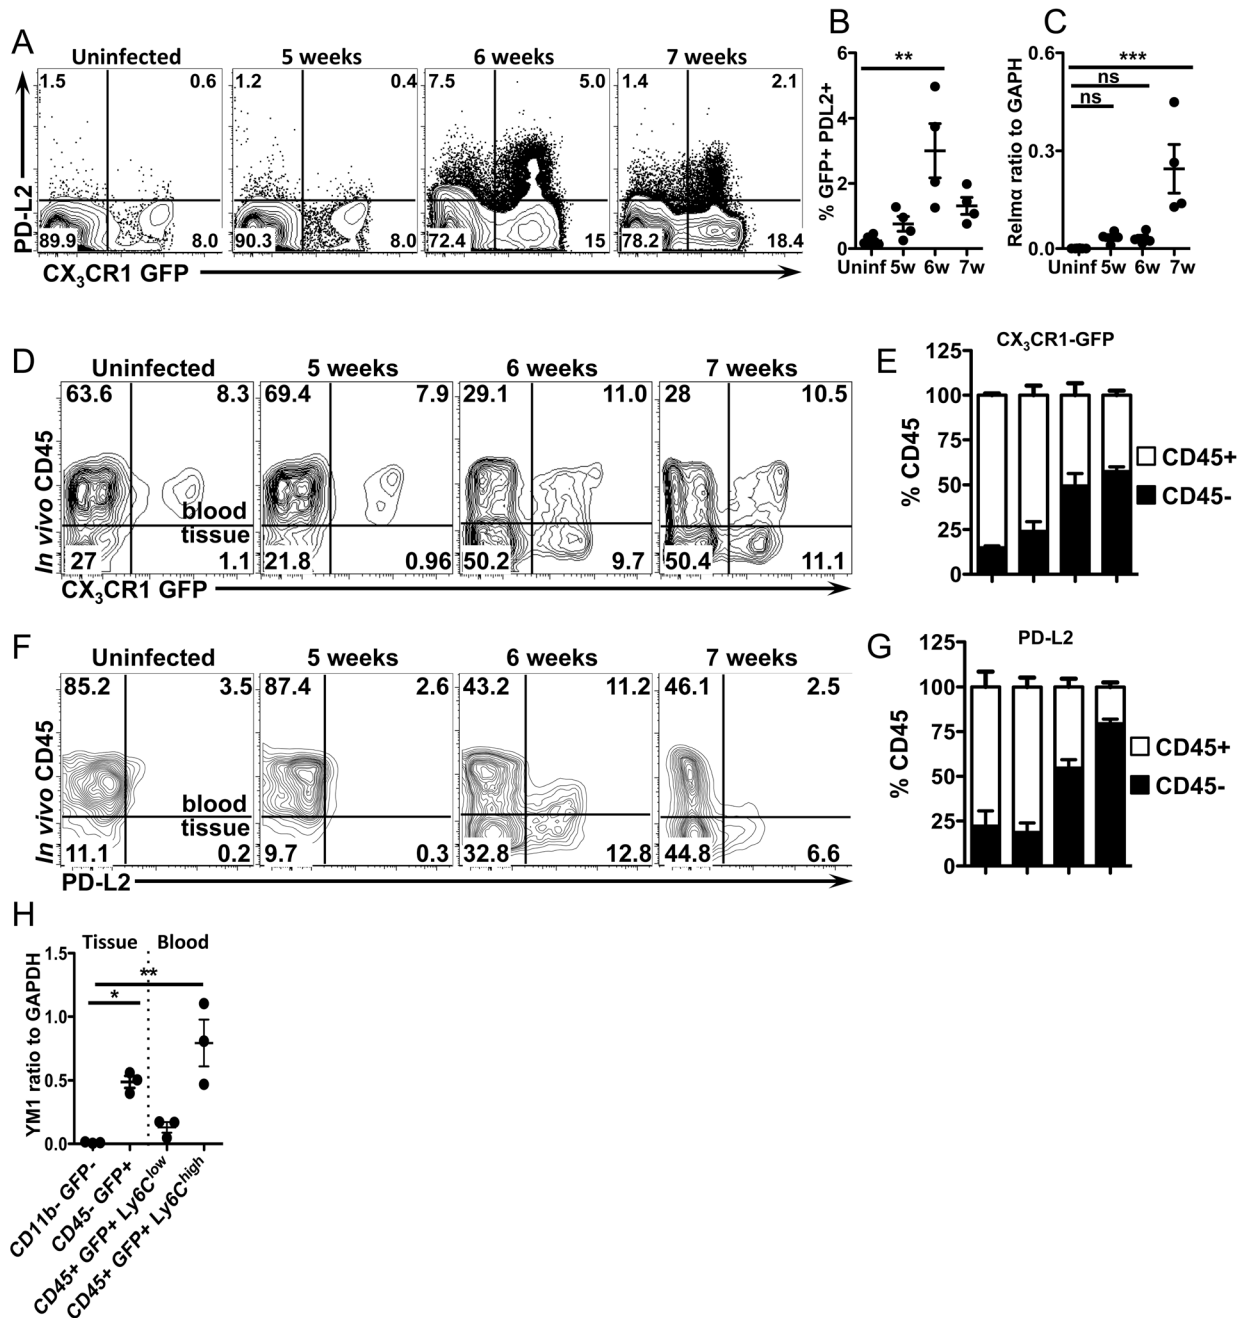 A
Uninfected 5 weeks 6 weeks 7 weeks
1.5 0.6 1.2 0.4 7.5 5.0 1.4 2.1
89.9 8.0 90.3 8.0 72.4 15 78.2 18.4
PD-L2
CX3CR1 GFP
B
% GFP+ PDL2+
6
4
2
0
**
Uninf 5w 6w 7w
C
Relmα ratio to GAPH
0.6
0.3
0.0
***
ns
ns
Uninf 5w 6w 7w
D
Uninfected 5 weeks 6 weeks 7 weeks
63.6 8.3 69.4 7.9 29.1 11.0 28 10.5
blood
tissue
27 1.1 21.8 0.96 50.2 9.7 50.4 11.1
In vivo CD45
CX3CR1 GFP
E
CX3CR1-GFP
% CD45
125
100
75
50
25
0
CD45+
CD45-
F
Uninfected 5 weeks 6 weeks 7 weeks
85.2 3.5 87.4 2.6 43.2 11.2 46.1 2.5
blood
tissue
11.1 0.2 9.7 0.3 32.8 12.8 44.8 6.6
In vivo CD45
PD-L2
G
PD-L2
% CD45
125
100
75
50
25
0
CD45+
CD45-
H
Tissue Blood
YM1 ratio to GAPDH
1.5
1.0
0.5
0.0
**
*
CD11b- GFP-
CD45- GFP+
CD45+ GFP+ Ly6Clow
CD45+ GFP+ Ly6Chigh